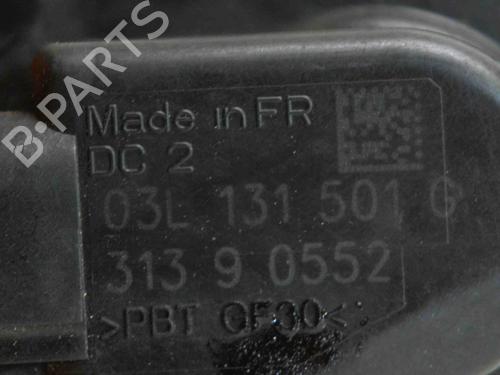 B·PARTS
Made in FR
DC 2
03L 131 501 G
313 9 0552
>PBT GF30<